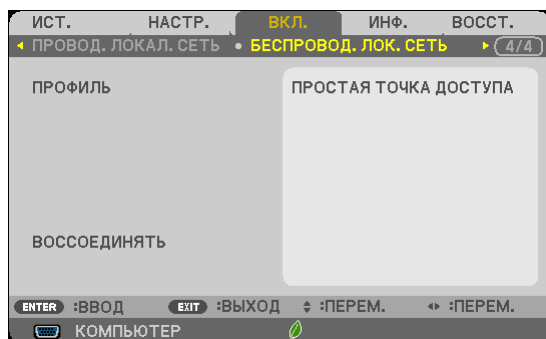 ИСТ. НАСТР. ВКЛ. ИНФ. ВОССТ.
ПРОВОД. ЛОКАЛ. СЕТЬ • БЕСПРОВОД. ЛОК. СЕТЬ 4/4
ПРОФИЛЬ ПРОСТАЯ ТОЧКА ДОСТУПА
ВОССОЕДИНЯТЬ
ENTER :ВВОД EXIT :ВЫХОД :ПЕРЕМ. :ПЕРЕМ.
КОМПЬЮТЕР